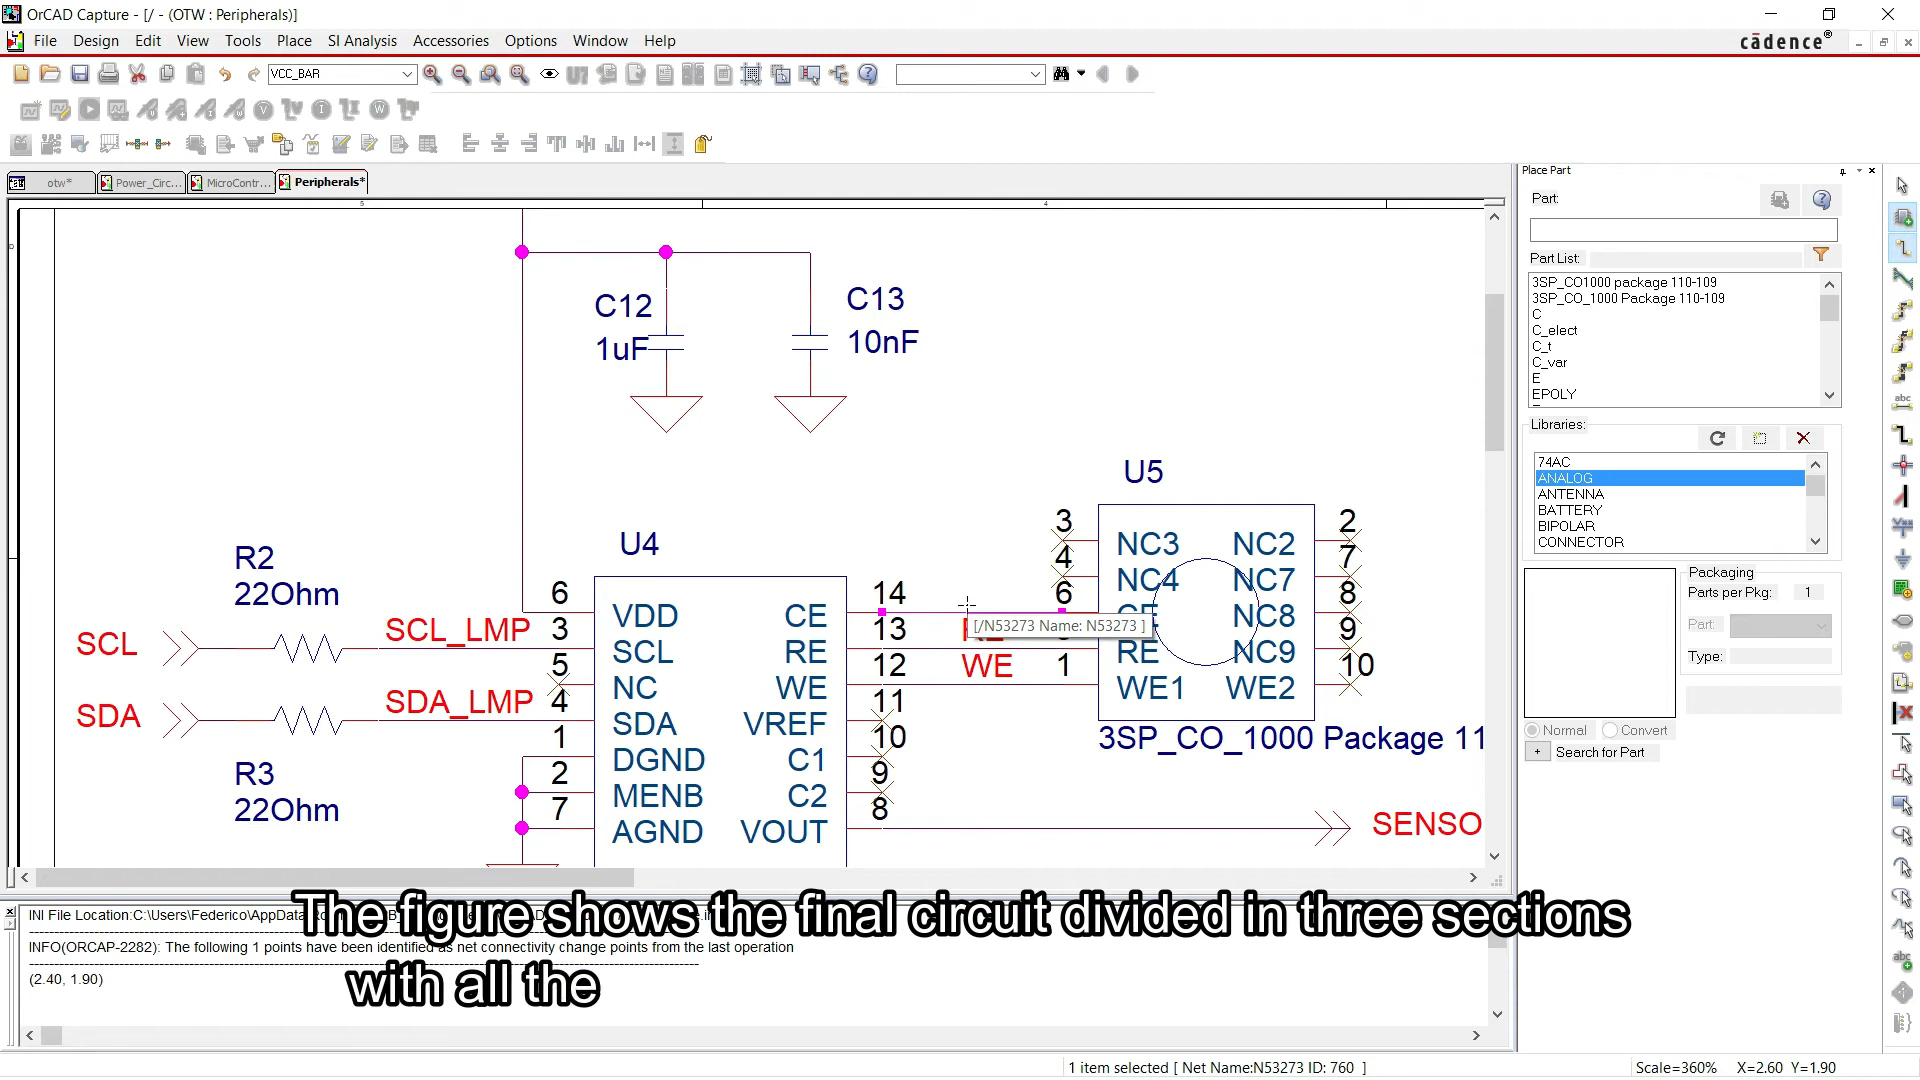 OrCAD Capture - [/ - (OTW : Peripherals)]
File Design Edit View Tools Place SI Analysis Accessories Options Window Help
cādence®
VCC_BAR
otw* Power_Circ... MicroContr... Peripherals*
5 4
C12
1uF
C13
10nF
U5
U4
R2
22Ohm
SCL
SCL_LMP
SDA
SDA_LMP
R3
22Ohm
6 VDD CE 14
3 SCL RE 13
5 NC WE 12
4 SDA VREF 11
1 DGND C1 10
2 MENB C2 9
7 AGND VOUT 8
3 NC3 NC2 2
4 NC4 NC7 7
6 CE NC8 8
RE NC9 9
WE
1 WE1 WE2 10
[/N53273 Name: N53273 ]
3SP_CO_1000 Package 11
SENSO
Place Part
Part:
Part List:
3SP_CO1000 package 110-109
3SP_CO_1000 Package 110-109
C
C_elect
C_t
C_var
E
EPOLY
Libraries:
74AC
ANALOG
ANTENNA
BATTERY
BIPOLAR
CONNECTOR
Packaging
Parts per Pkg: 1
Part:
Type:
Normal Convert
+ Search for Part
INI File Location:C:\Users\Federico\AppData
INFO(ORCAP-2282): The following 1 points have been identified as net connectivity change points from the last operation
(2.40, 1.90)
The figure shows the final circuit divided in three sections
with all the
1 item selected [ Net Name:N53273 ID: 760 ]
Scale=360% X=2.60 Y=1.90